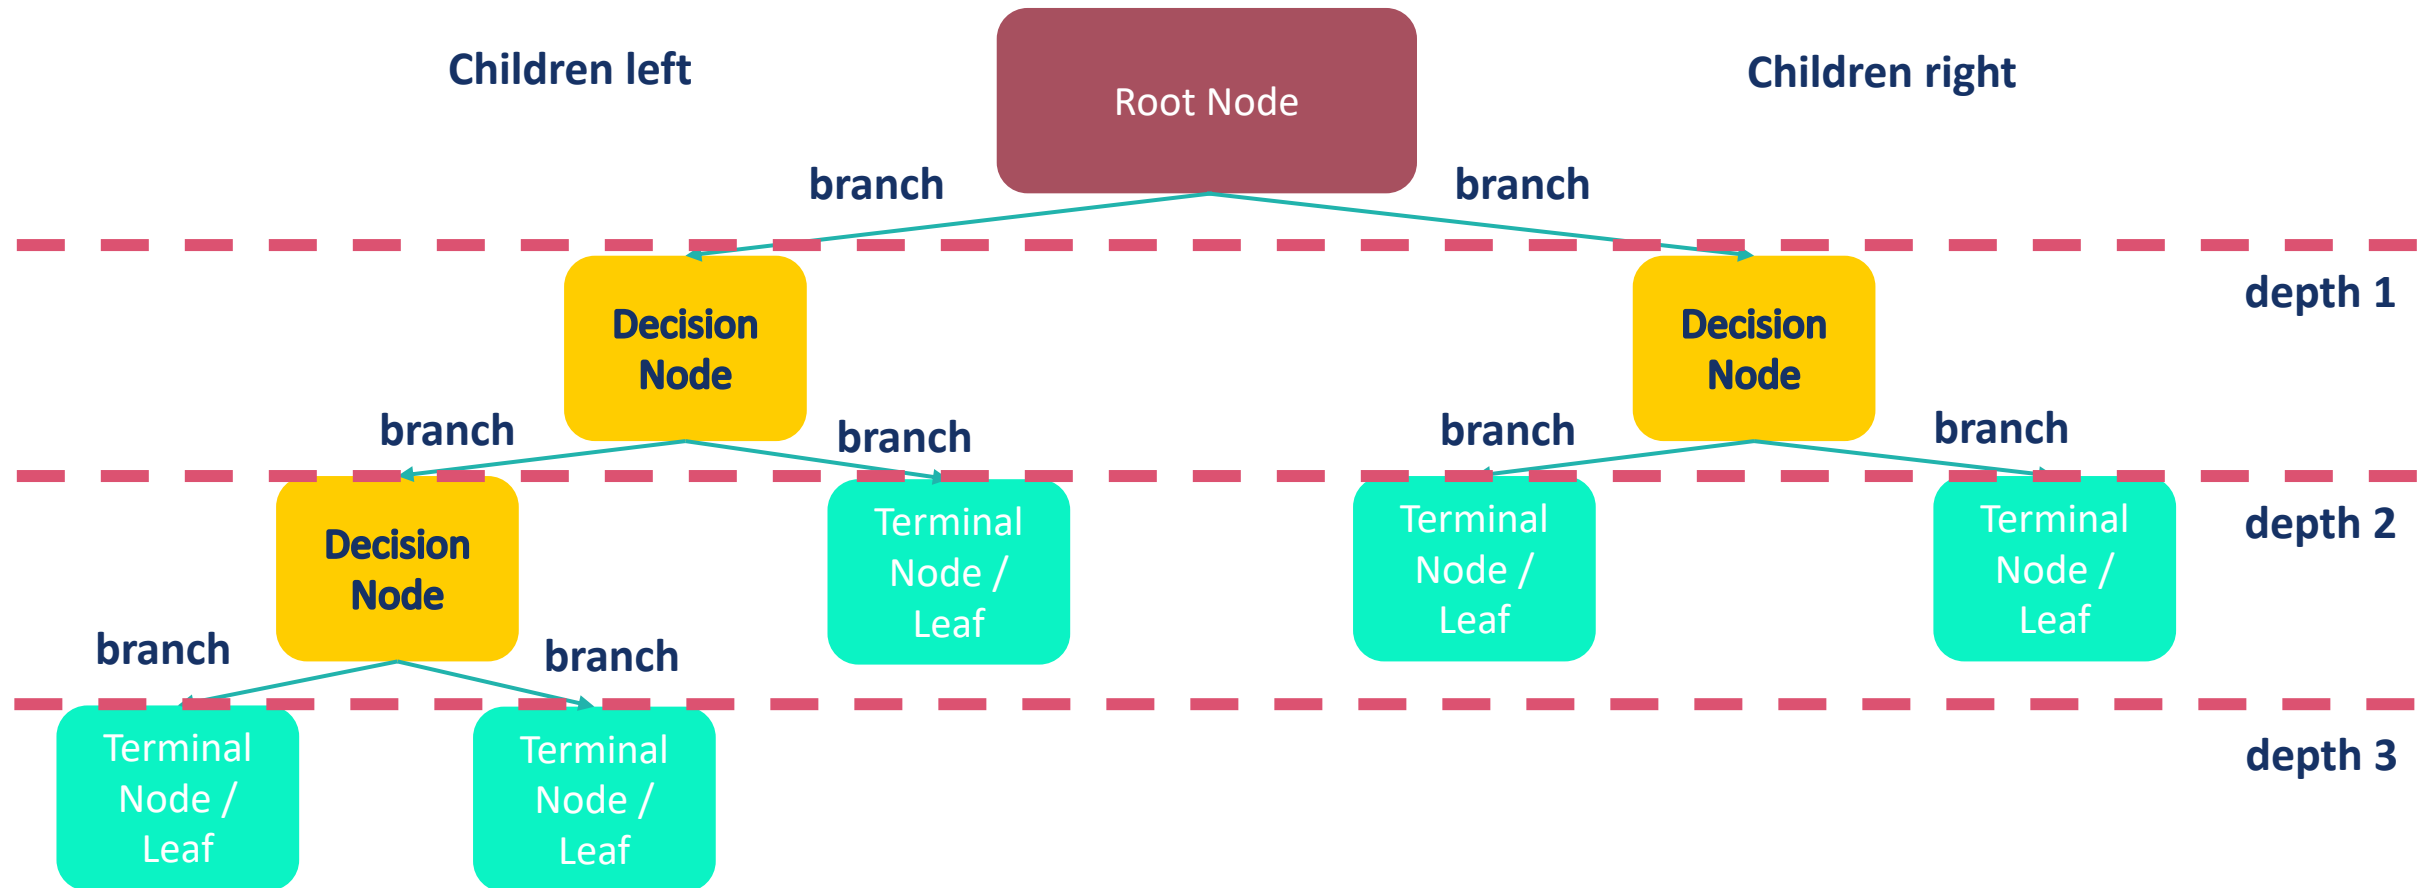 Children left
Root Node
Children right
branch
branch
depth 1
Decision
Node
Decision
Node
branch
branch
branch
branch
depth 2
Decision
Node
Terminal
Node /
Leaf
Terminal
Node /
Leaf
Terminal
Node /
Leaf
branch
branch
depth 3
Terminal
Node /
Leaf
Terminal
Node /
Leaf